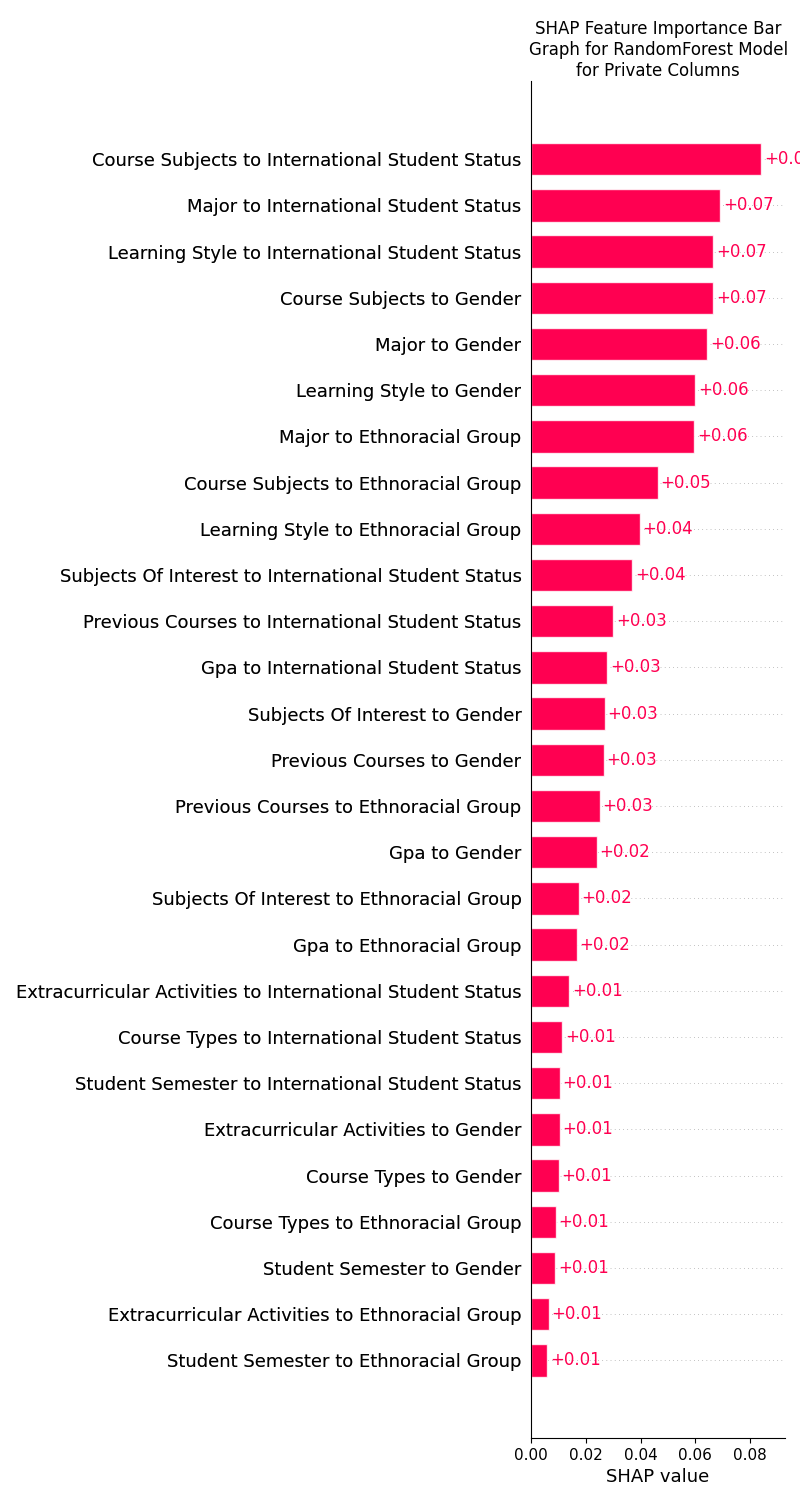 SHAP Feature Importance Bar
Graph for RandomForest Model
for Private Columns
Course Subjects to International Student Status +0.0
Major to International Student Status +0.07
Learning Style to International Student Status +0.07
Course Subjects to Gender +0.07
Major to Gender +0.06
Learning Style to Gender +0.06
Major to Ethnoracial Group +0.06
Course Subjects to Ethnoracial Group +0.05
Learning Style to Ethnoracial Group +0.04
Subjects Of Interest to International Student Status +0.04
Previous Courses to International Student Status +0.03
Gpa to International Student Status +0.03
Subjects Of Interest to Gender +0.03
Previous Courses to Gender +0.03
Previous Courses to Ethnoracial Group +0.03
Gpa to Gender +0.02
Subjects Of Interest to Ethnoracial Group +0.02
Gpa to Ethnoracial Group +0.02
Extracurricular Activities to International Student Status +0.01
Course Types to International Student Status +0.01
Student Semester to International Student Status +0.01
Extracurricular Activities to Gender +0.01
Course Types to Gender +0.01
Course Types to Ethnoracial Group +0.01
Student Semester to Gender +0.01
Extracurricular Activities to Ethnoracial Group +0.01
Student Semester to Ethnoracial Group +0.01
0.00 0.02 0.04 0.06 0.08
SHAP value